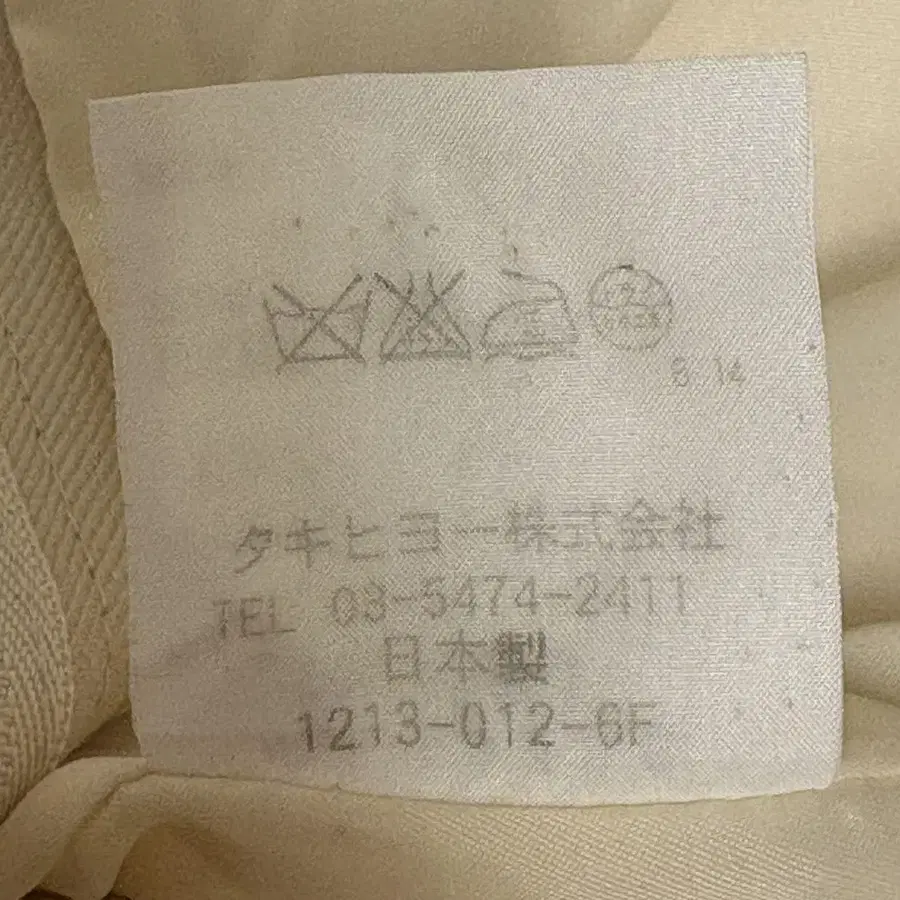 8 14
タキヒヨー株式会社
TEL 03-5474-2411
日本製
1213-012-6F